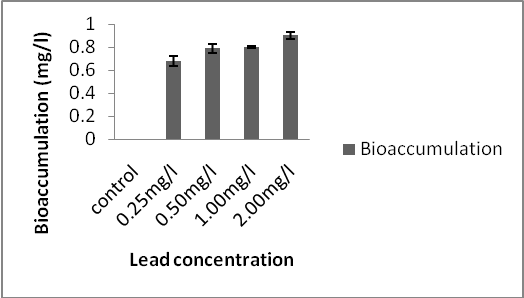 1
0.8
0.6
0.4
0.2
0
Bioaccumulation (mg/l)
control
0.25mg/l
0.50mg/l
1.00mg/l
2.00mg/l
Lead concentration
Bioaccumulation